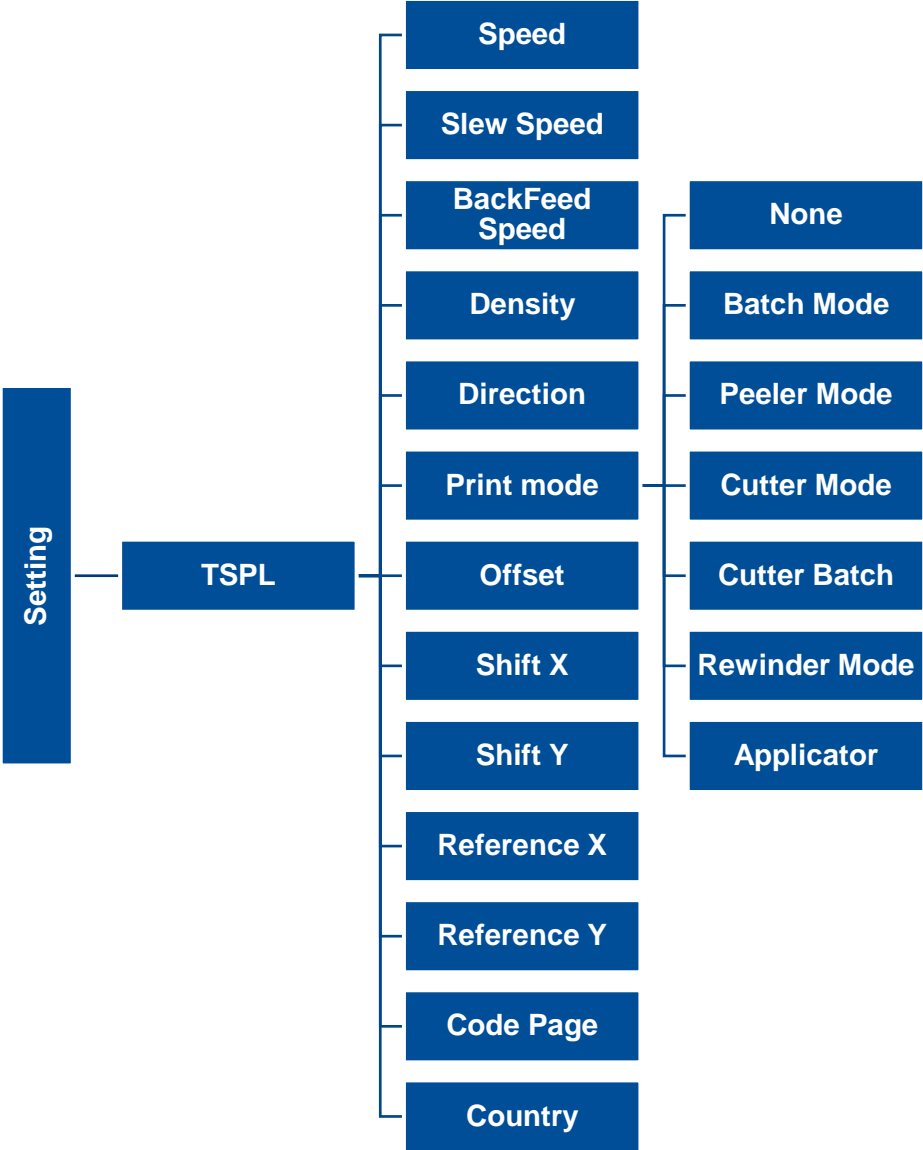 Setting
TSPL
Speed
Slew Speed
BackFeed
Speed
Density
Direction
Print mode
Offset
Shift X
Shift Y
Reference X
Reference Y
Code Page
Country
None
Batch Mode
Peeler Mode
Cutter Mode
Cutter Batch
Rewinder Mode
Applicator